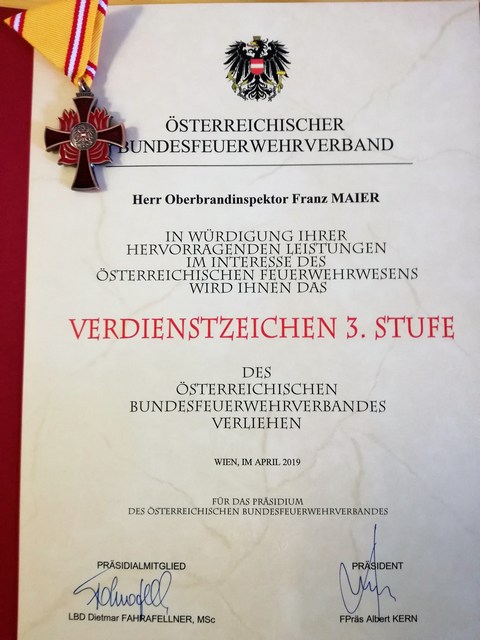 ÖSTERREICHISCHER
BUNDESFEUERWEHRVERBAND
Herr Oberbrandinspektor Franz MAIER
IN WÜRDIGUNG IHRER
HERVORRAGENDEN LEISTUNGEN
IM INTERESSE DES
ÖSTERREICHISCHEN FEUERWEHRWESENS
WIRD IHNEN DAS
VERDIENSTZEICHEN 3. STUFE
DES
ÖSTERREICHISCHEN
BUNDESFEUERWEHRVERBANDES
VERLIEHEN
WIEN, IM APRIL 2019
FÜR DAS PRÄSIDIUM
DES ÖSTERREICHISCHEN BUNDESFEUERWEHRVERBANDES
PRÄSIDIALMITGLIED
LBD Dietmar FAHRAFELLNER, MSc
PRÄSIDENT
FPräs Albert KERN